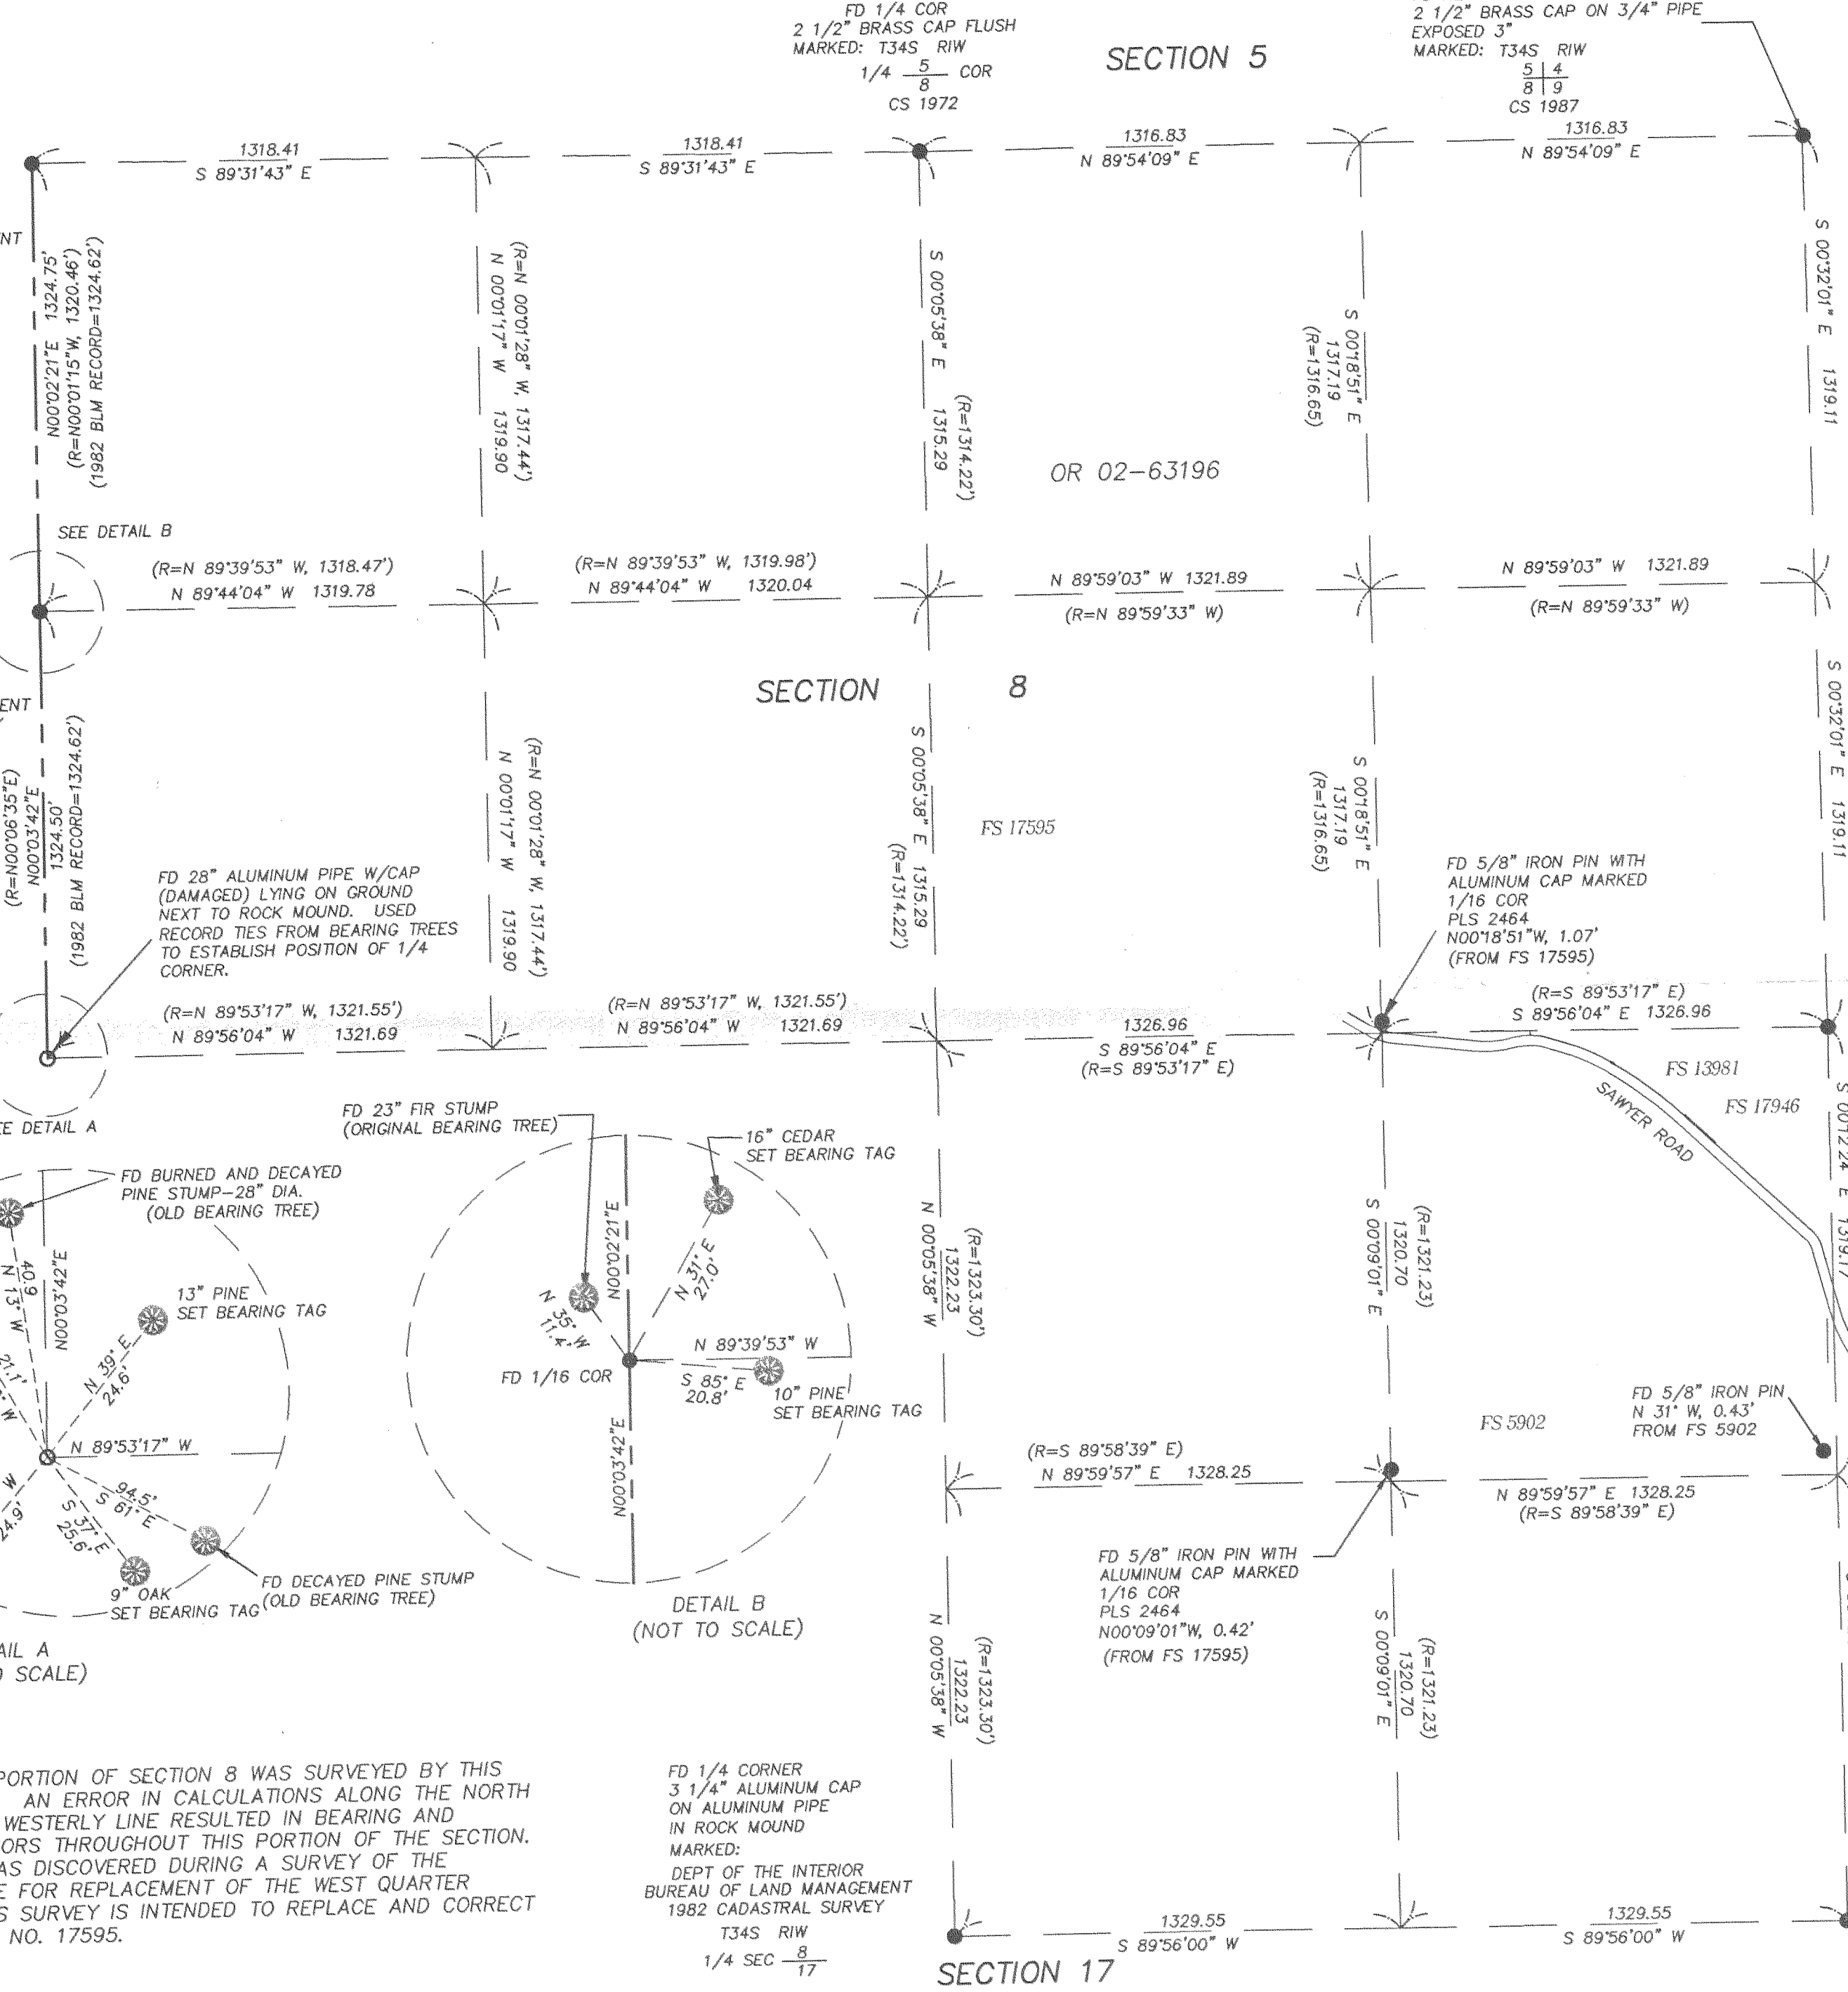 FD 1/4 COR
2 1/2" BRASS CAP FLUSH
MARKED: T34S RIW
1/4 5/8 COR
CS 1972
SECTION 5
2 1/2" BRASS CAP ON 3/4" PIPE
EXPOSED 3"
MARKED: T34S RIW
5 | 4
8 | 9
CS 1987
1318.41
S 89°31'43" E
1318.41
S 89°31'43" E
1316.83
N 89°54'09" E
1316.83
N 89°54'09" E
NT
N00°02'21"E 1324.75'
(R=N00°01'15"W, 1320.46')
(1982 BLM RECORD=1324.62')
(R=N 00°01'28" W, 1317.44')
N 00°01'17" W 1319.90
S 00°05'38" E 1315.29
(R=1314.22')
S 00°18'51" E
1317.19
(R=1316.65)
S 00°32'01" E 1319.11
OR 02-63196
SEE DETAIL B
(R=N 89°39'53" W, 1318.47')
N 89°44'04" W 1319.78
(R=N 89°39'53" W, 1319.98')
N 89°44'04" W 1320.04
N 89°59'03" W 1321.89
(R=N 89°59'33" W)
N 89°59'03" W 1321.89
(R=N 89°59'33" W)
SECTION 8
ENT
(R=N00°06'35"E)
N00°03'42"E
1324.50'
(1982 BLM RECORD=1324.62')
(R=N 00°01'28" W, 1317.44')
N 00°01'17" W 1319.90
S 00°05'38" E 1315.29
(R=1314.22')
FS 17595
S 00°18'51" E
1317.19
(R=1316.65)
S 00°32'01" E 1319.11
FD 28" ALUMINUM PIPE W/CAP
(DAMAGED) LYING ON GROUND
NEXT TO ROCK MOUND. USED
RECORD TIES FROM BEARING TREES
TO ESTABLISH POSITION OF 1/4
CORNER.
FD 5/8" IRON PIN WITH
ALUMINUM CAP MARKED
1/16 COR
PLS 2464
N00°18'51"W, 1.07'
(FROM FS 17595)
(R=N 89°53'17" W, 1321.55')
N 89°56'04" W 1321.69
(R=N 89°53'17" W, 1321.55')
N 89°56'04" W 1321.69
1326.96
S 89°56'04" E
(R=S 89°53'17" E)
(R=S 89°53'17" E)
S 89°56'04" E 1326.96
FS 13981
FS 17946
SAWYER ROAD
S 00°12'24" E 1319.17
EE DETAIL A
FD BURNED AND DECAYED
PINE STUMP-28" DIA.
(OLD BEARING TREE)
N 13° W
40.9
N00°03'42"E
13" PINE
SET BEARING TAG
N 39° E
24.6'
21.1'
W
N 89°53'17" W
W
24.9'
94.5'
S 61° E
S 37° E
25.6'
9" OAK
SET BEARING TAG
FD DECAYED PINE STUMP
(OLD BEARING TREE)
AIL A
O SCALE)
FD 23" FIR STUMP
(ORIGINAL BEARING TREE)
16" CEDAR
SET BEARING TAG
N00°02'21"E
N 31° E
27.0'
N 35° W
11.4'
N 89°39'53" W
FD 1/16 COR
S 85° E
20.8'
10" PINE
SET BEARING TAG
N00°03'42"E
DETAIL B
(NOT TO SCALE)
N 00°05'38" W
1322.23
(R=1323.30')
S 00°09'01" E
1320.70
(R=1321.23)
FD 5/8" IRON PIN
N 31° W, 0.43'
FROM FS 5902
FS 5902
(R=S 89°58'39" E)
N 89°59'57" E 1328.25
N 89°59'57" E 1328.25
(R=S 89°58'39" E)
FD 5/8" IRON PIN WITH
ALUMINUM CAP MARKED
1/16 COR
PLS 2464
N00°09'01"W, 0.42'
(FROM FS 17595)
N 00°05'38" W
1322.23
(R=1323.30')
S 00°09'01" E
1320.70
(R=1321.23)
PORTION OF SECTION 8 WAS SURVEYED BY THIS
AN ERROR IN CALCULATIONS ALONG THE NORTH
WESTERLY LINE RESULTED IN BEARING AND
ORS THROUGHOUT THIS PORTION OF THE SECTION.
AS DISCOVERED DURING A SURVEY OF THE
E FOR REPLACEMENT OF THE WEST QUARTER
S SURVEY IS INTENDED TO REPLACE AND CORRECT
NO. 17595.
FD 1/4 CORNER
3 1/4" ALUMINUM CAP
ON ALUMINUM PIPE
IN ROCK MOUND
MARKED:
DEPT OF THE INTERIOR
BUREAU OF LAND MANAGEMENT
1982 CADASTRAL SURVEY
T34S RIW
1/4 SEC 8/17
1329.55
S 89°56'00" W
1329.55
S 89°56'00" W
SECTION 17